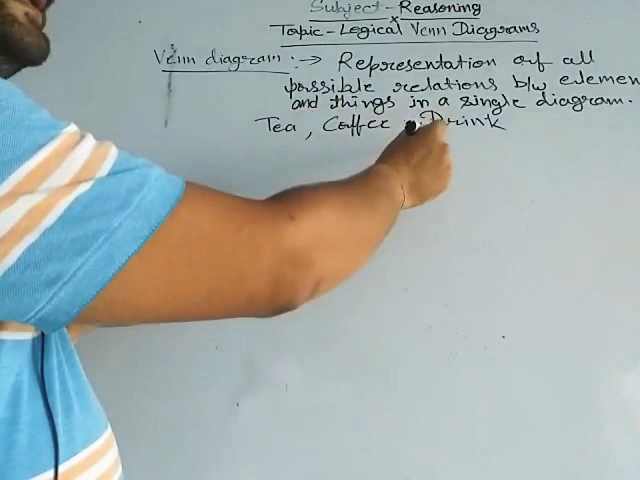 Subject - Reasoning
Topic - Logical Venn Diagrams
Venn diagram :→ Representation of all
possible relations b/w elemen
and things in a single diagram.
Tea, Coffee, Drink